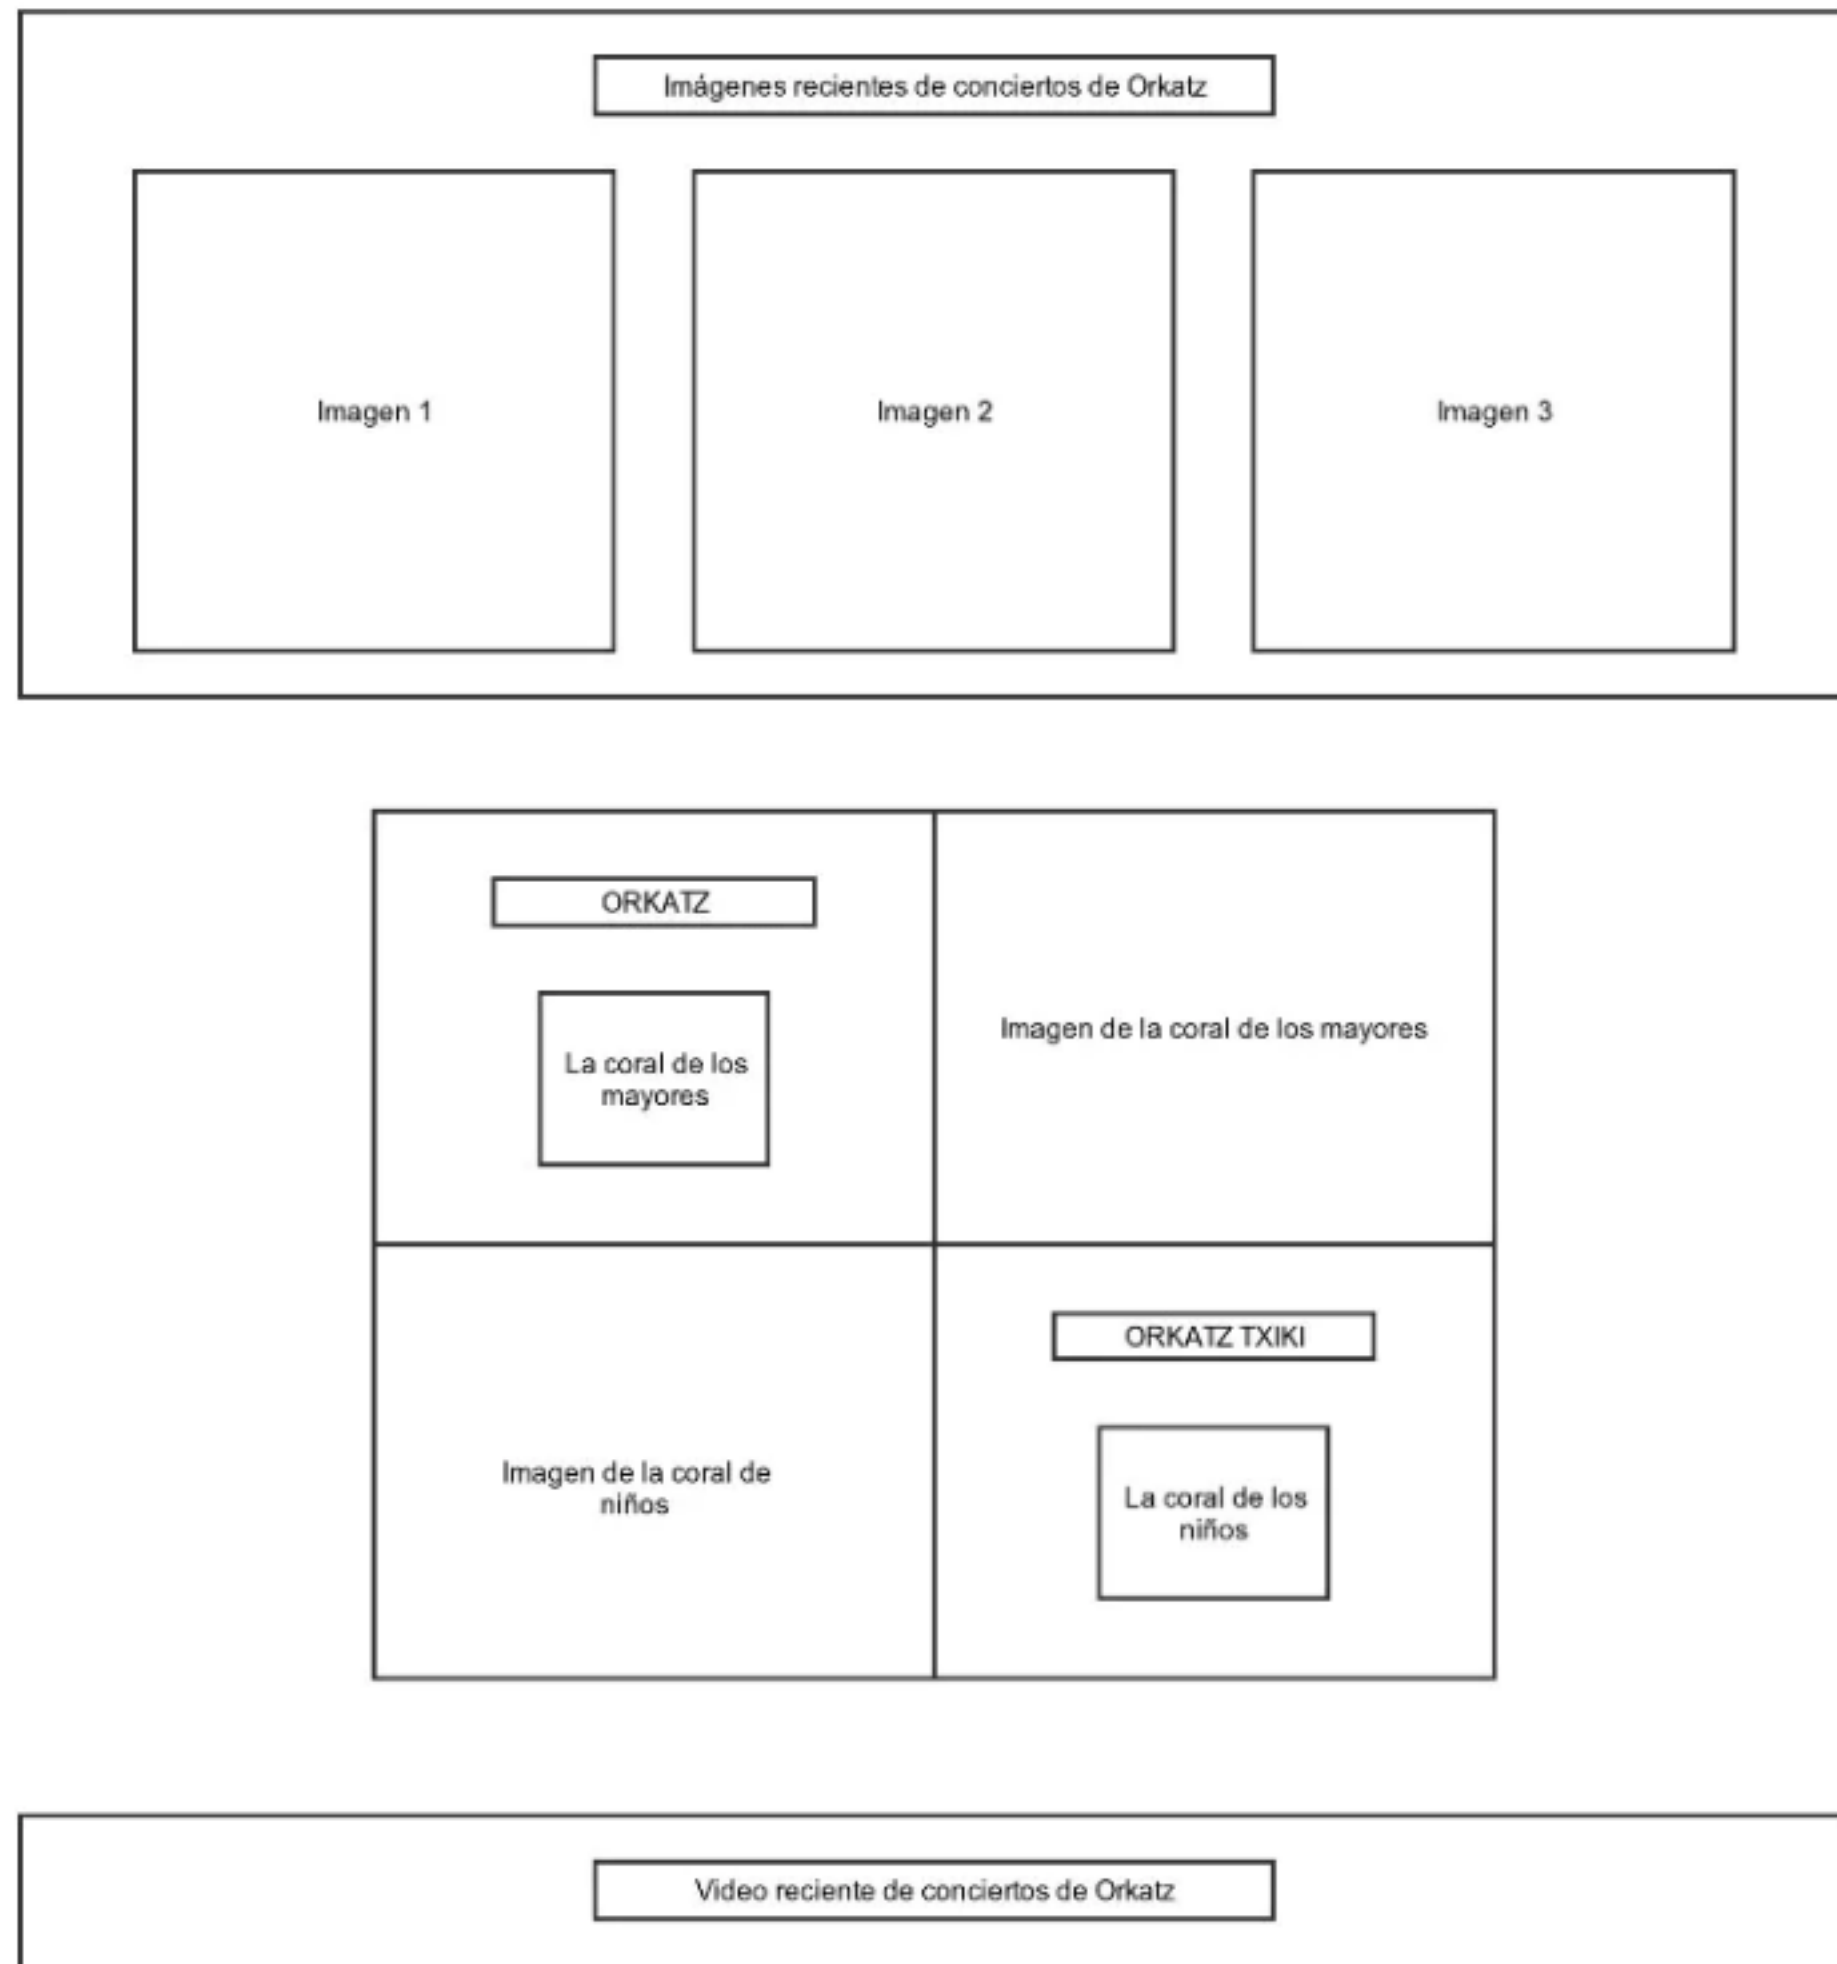 Imágenes recientes de conciertos de Orkatz
Imagen 1
Imagen 2
Imagen 3
ORKATZ
La coral de los
mayores
Imagen de la coral de los mayores
Imagen de la coral de
niños
ORKATZ TXIKI
La coral de los
niños
Video reciente de conciertos de Orkatz